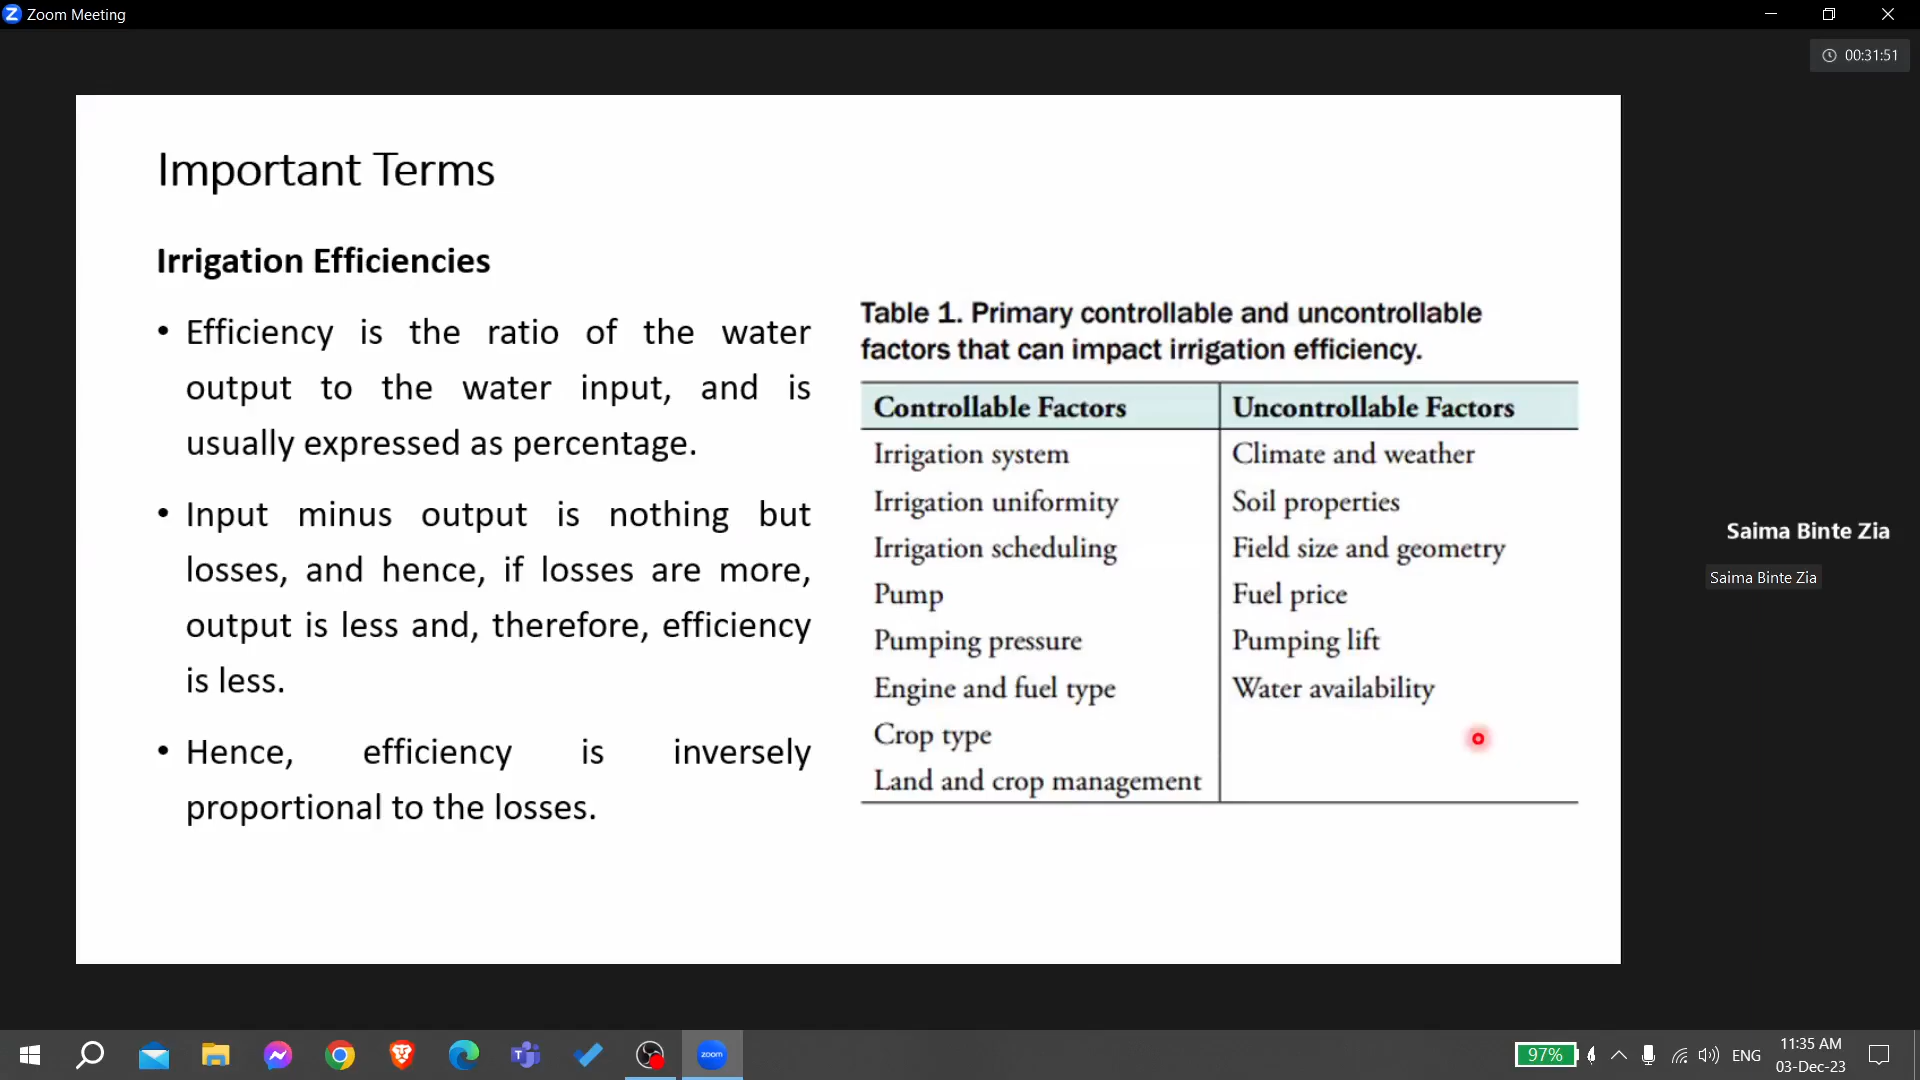 Zoom Meeting
00:31:51
Important Terms
Irrigation Efficiencies
• Efficiency is the ratio of the water
output to the water input, and is
usually expressed as percentage.
• Input minus output is nothing but
losses, and hence, if losses are more,
output is less and, therefore, efficiency
is less.
• Hence, efficiency is inversely
proportional to the losses.
Table 1. Primary controllable and uncontrollable
factors that can impact irrigation efficiency.
Controllable Factors Uncontrollable Factors
Irrigation system Climate and weather
Irrigation uniformity Soil properties
Irrigation scheduling Field size and geometry
Pump Fuel price
Pumping pressure Pumping lift
Engine and fuel type Water availability
Crop type
Land and crop management
Saima Binte Zia
Saima Binte Zia
zoom
97%
ENG
11:35 AM
03-Dec-23